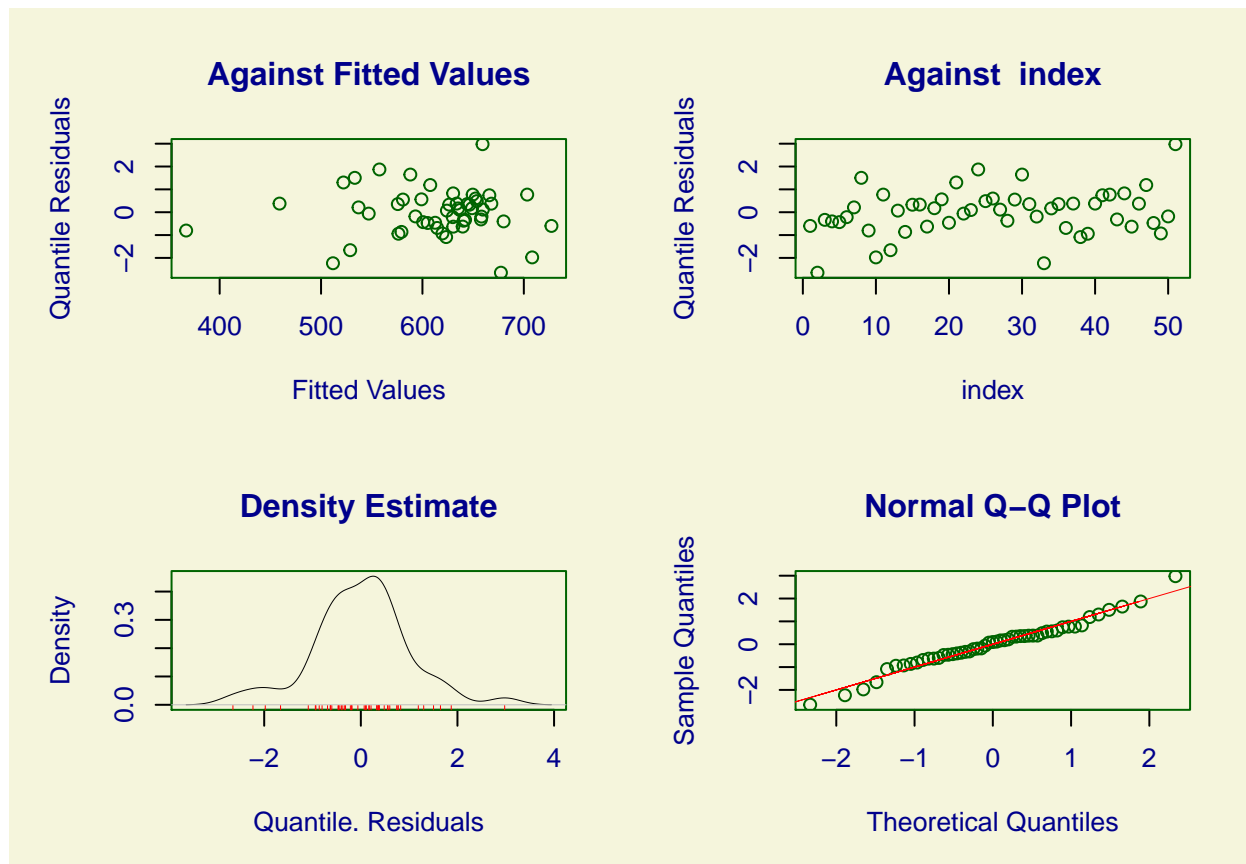 Against Fitted Values
Quantile Residuals
−2 0 2
400 500 600 700
Fitted Values
Against  index
Quantile Residuals
−2 0 2
0 10 20 30 40 50
index
Density Estimate
Density
0.0 0.3
−2 0 2 4
Quantile. Residuals
Normal Q−Q Plot
Sample Quantiles
−2 0 2
−2 −1 0 1 2
Theoretical Quantiles